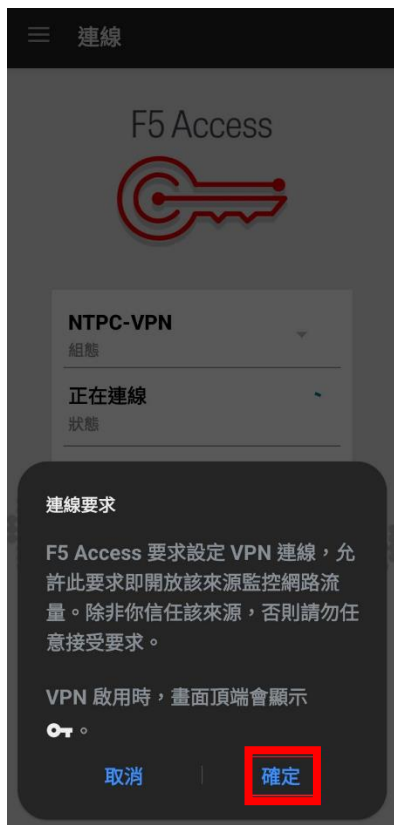 連線
F5 Access
NTPC-VPN
組態
正在連線
狀態
連線要求
F5 Access 要求設定 VPN 連線，允
許此要求即開放該來源監控網路流
量。除非你信任該來源，否則請勿任
意接受要求。
VPN 啟用時，畫面頂端會顯示
。
取消
確定